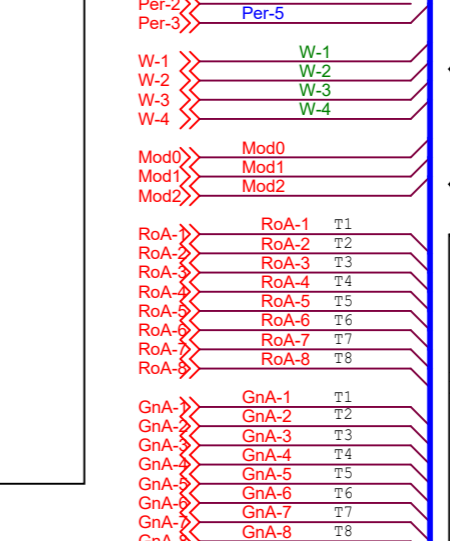 Per-2
Per-3 Per-5
W-1 W-1
W-2 W-2
W-3 W-3
W-4 W-4
Mod0 Mod0
Mod1 Mod1
Mod2 Mod2
RoA-1 RoA-1 T1
RoA-2 RoA-2 T2
RoA-3 RoA-3 T3
RoA-4 RoA-4 T4
RoA-5 RoA-5 T5
RoA-6 RoA-6 T6
RoA-7 RoA-7 T7
RoA-8 RoA-8 T8
GnA-1 GnA-1 T1
GnA-2 GnA-2 T2
GnA-3 GnA-3 T3
GnA-4 GnA-4 T4
GnA-5 GnA-5 T5
GnA-6 GnA-6 T6
GnA-7 GnA-7 T7
GnA-8 GnA-8 T8